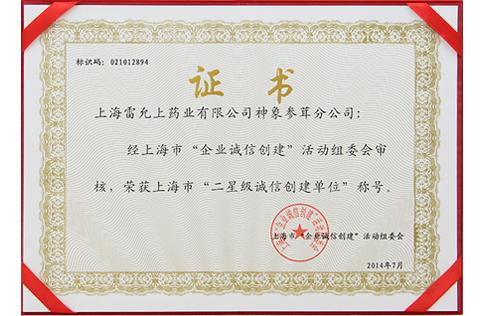 标识码：021012894
证书
上海雷允上药业有限公司神象参茸分公司：
经上海市“企业诚信创建”活动组委会审
核，荣获上海市“二星级诚信创建单位”称号。
上海市“企业诚信创建”活动组委会
2014年7月